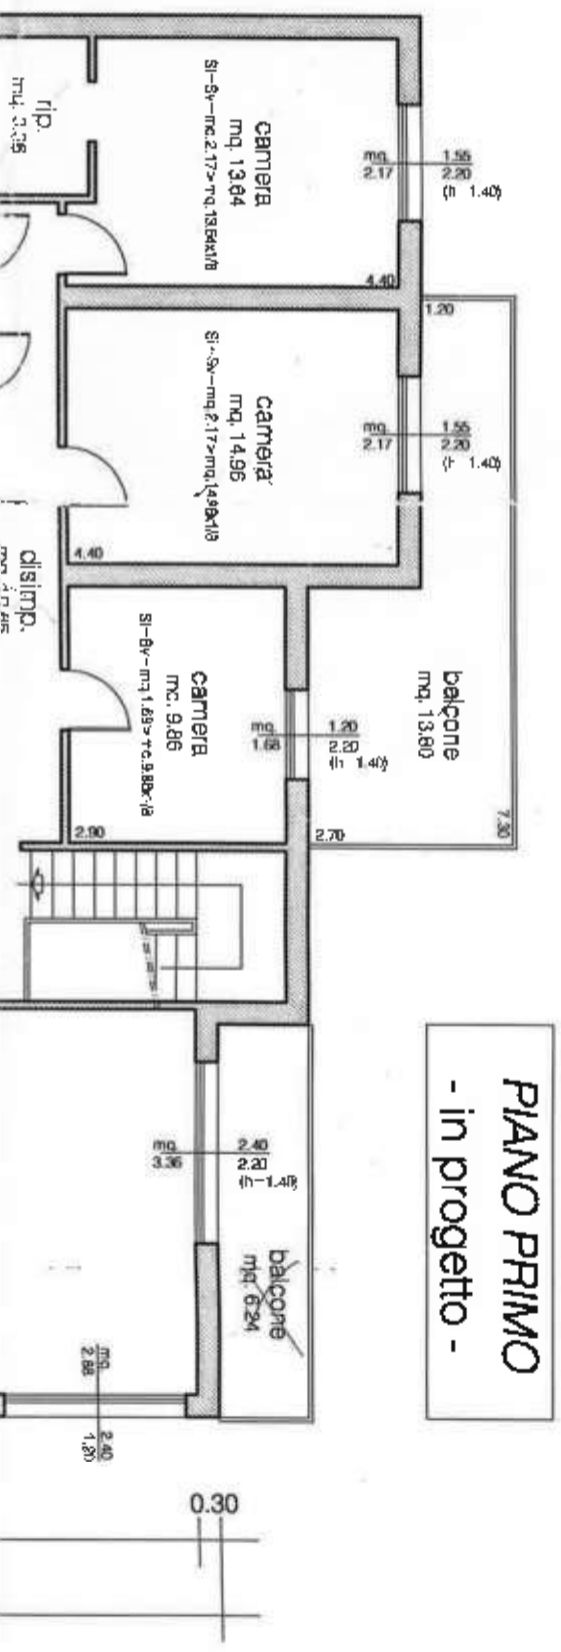 PIANO PRIMO
- in progetto -
rip.
camera
mq. 13.64
mq. 1.55
2.17 2.20
(h 1.40)
4.40
1.20
camera
mq. 14.96
mq. 1.55
2.17 2.20
(h 1.40)
4.40
disimp.
camera
mq. 9.86
mq. 1.20
1.68 2.20
(h 1.40)
2.90
balcone
mq. 13.80
2.70
7.30
mq. 2.40
3.36 2.20
(h=1.40)
balcone
mq. 6.24
mq. 2.40
2.88 1.20
0.30